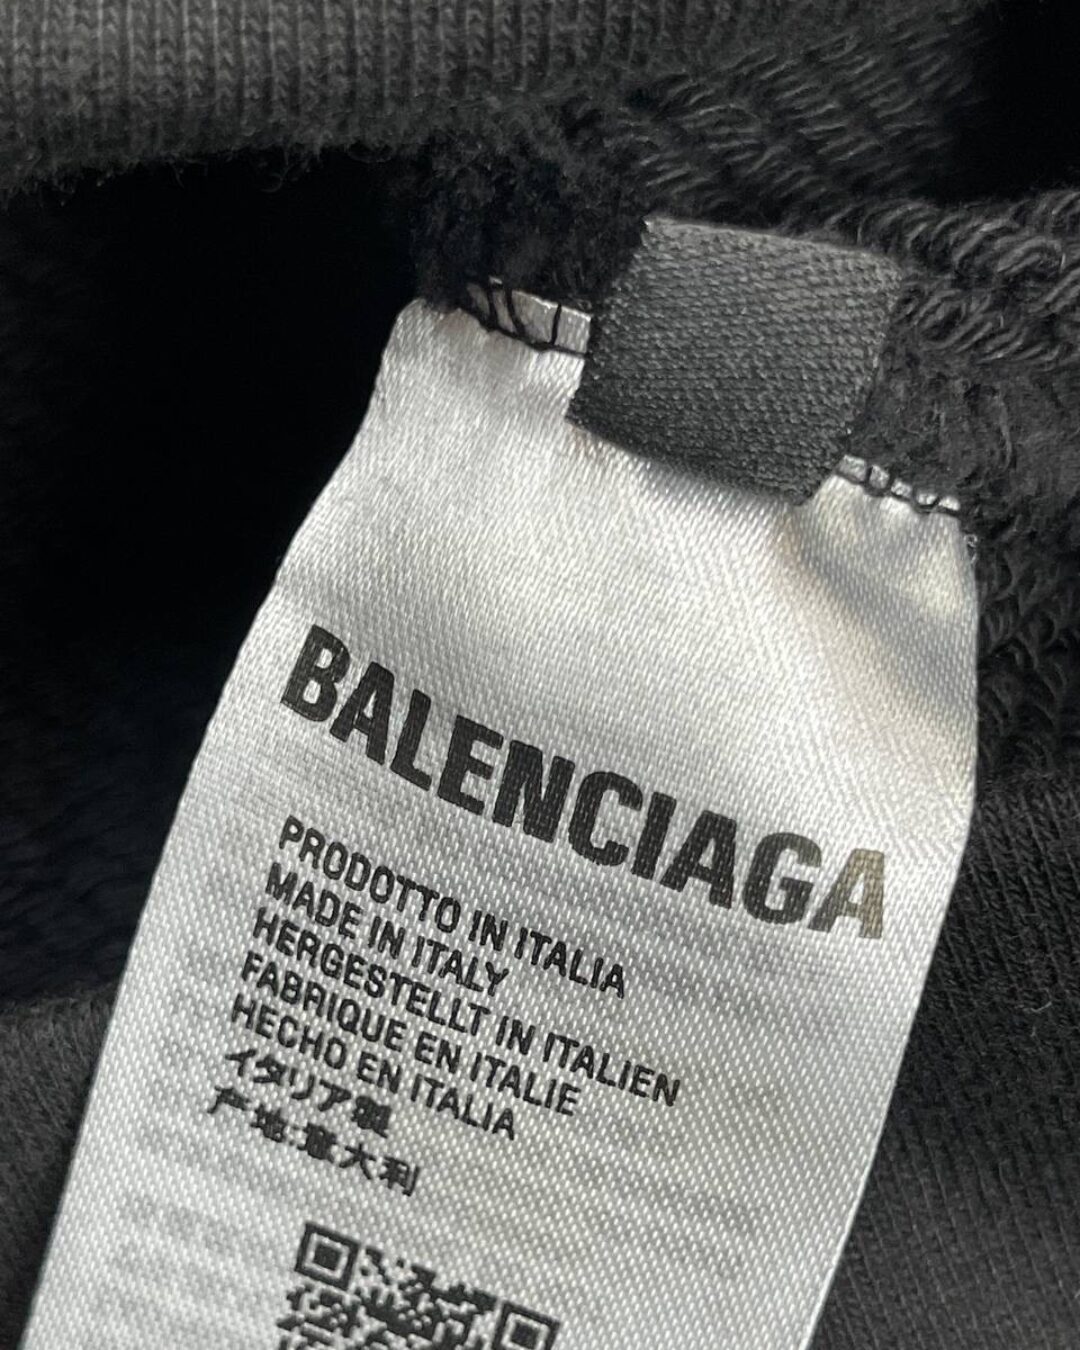 BALENCIAGA
PRODOTTO IN ITALIA
MADE IN ITALY
HERGESTELLT IN ITALIEN
FABRIQUE EN ITALIE
HECHO EN ITALIA
イタリア製
产地:意大利